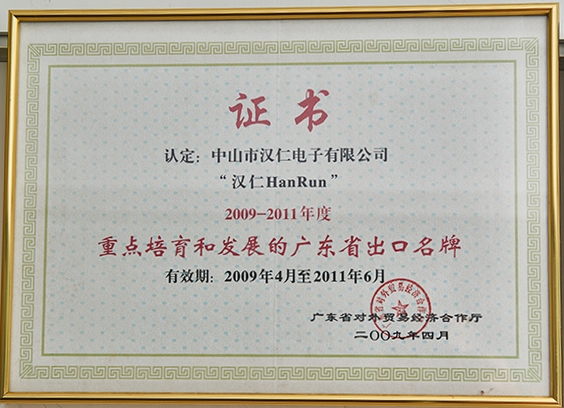 证书
认定：中山市汉仁电子有限公司
“汉仁HanRun”
2009-2011年度
重点培育和发展的广东省出口名牌
有效期：2009年4月至2011年6月
广东省对外贸易经济合作厅
二〇〇九年四月